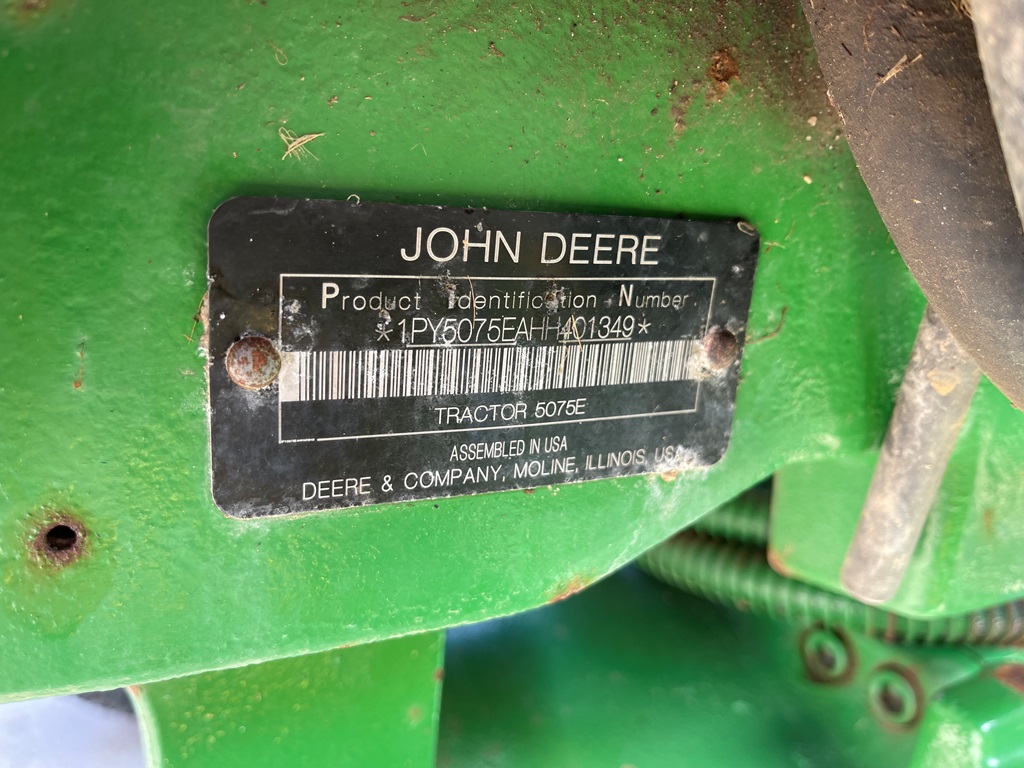 JOHN DEERE
Product Identification Number
*1PY5075EAHH401349*
TRACTOR 5075E
ASSEMBLED IN USA
DEERE & COMPANY, MOLINE, ILLINOIS, USA